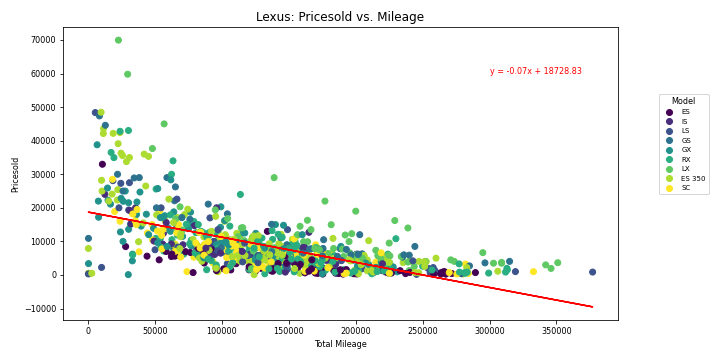 Lexus: Pricesold vs. Mileage
y = -0.07x + 18728.83
Pricesold
70000
60000
50000
40000
30000
20000
10000
0
−10000
0
50000
100000
150000
200000
250000
300000
350000
Total Mileage
Model
ES
IS
LS
GS
GX
RX
LX
ES 350
SC